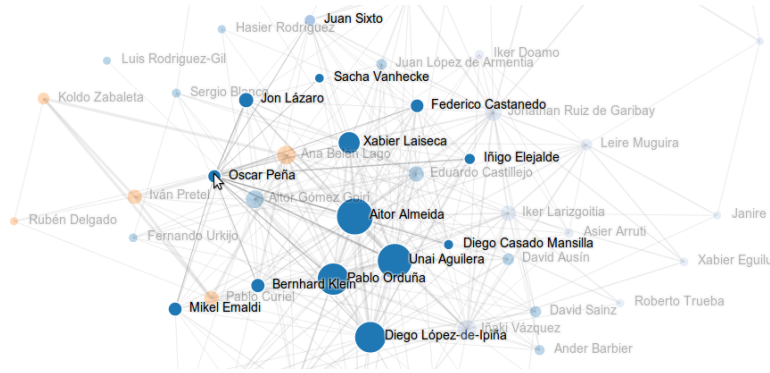 Juan Sixto
Hasier Rodríguez
Iker Doamo
Luis Rodriguez-Gil
Juan López de Armentia
Sacha Vanhecke
Koldo Zabaleta
Sergio Blanco
Jon Lázaro
Federico Castanedo
Jonathan Ruiz de Garibay
Xabier Laiseca
Leire Muguira
Ana Belén Lago
Iñigo Elejalde
Oscar Peña
Eduardo Castillejo
Iván Pretel
Aitor Gómez Goiri
Rubén Delgado
Aitor Almeida
Iker Larizgoitia
Janire
Fernando Urkijo
Asier Arruti
Diego Casado Mansilla
Unai Aguilera
David Ausín
Xabier Eguilu
Bernhard Klein
Pablo Orduña
Pablo Curiel
Mikel Emaldi
Roberto Trueba
David Sainz
Diego López-de-Ipiña
Iñaki Vázquez
Ander Barbier